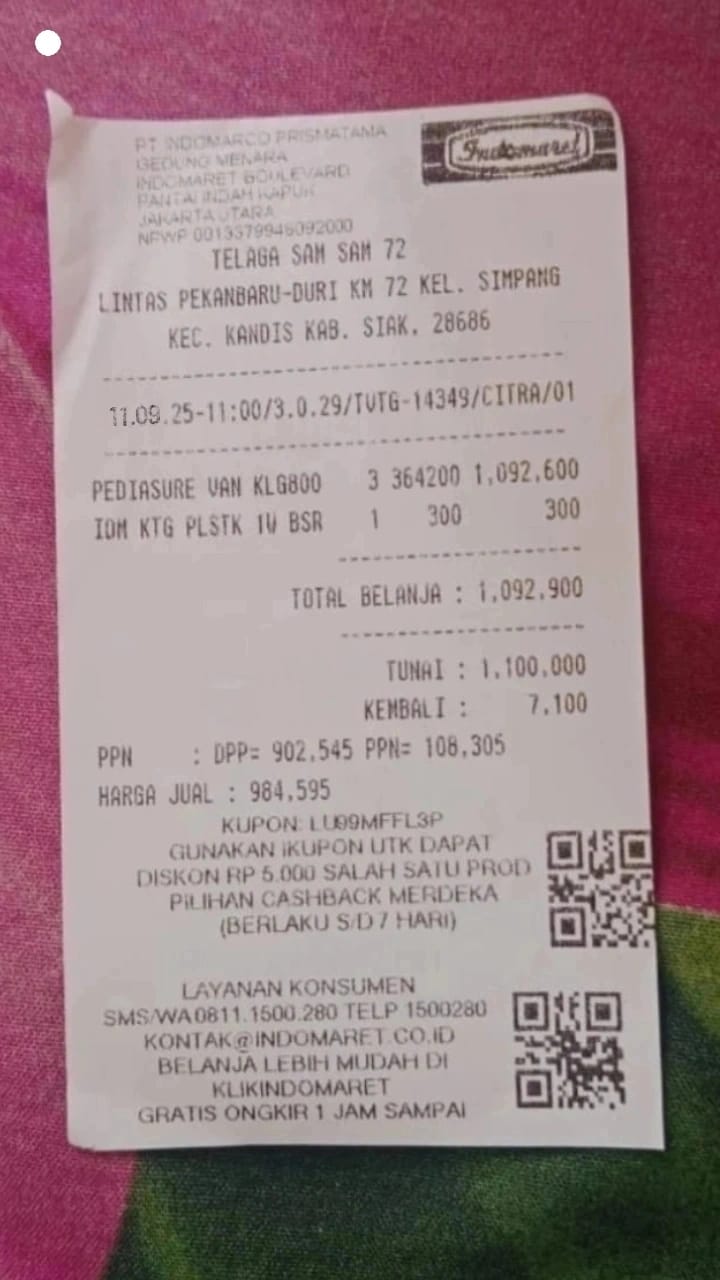 PT INDOMARCO PRISMATAMA
GEDUNG MENARA
INDOMARET BOULEVARD
PANTAI INDAH KAPUK
JAKARTA UTARA
NPWP 0013379946092000
Indomaret
TELAGA SAM SAM 72
LINTAS PEKANBARU-DURI KM 72 KEL. SIMPANG
KEC. KANDIS KAB. SIAK, 28686
11.09.25-11:00/3.0.29/TVTG-14349/CITRA/01
PEDIASURE VAN KLG800 3 364200 1,092,600
IDM KTG PLSTK 1W BSR 1 300 300
TOTAL BELANJA : 1,092,900
TUNAI : 1,100,000
KEMBALI : 7,100
PPN : DPP= 902,545 PPN= 108,305
HARGA JUAL : 984,595
KUPON: LU99MFFL3P
GUNAKAN iKUPON UTK DAPAT
DISKON RP 5.000 SALAH SATU PROD
PILIHAN CASHBACK MERDEKA
(BERLAKU S/D 7 HARI)
LAYANAN KONSUMEN
SMS/WA 0811.1500.280 TELP 1500280
KONTAK@INDOMARET.CO.ID
BELANJA LEBIH MUDAH DI
KLIKINDOMARET
GRATIS ONGKIR 1 JAM SAMPAI